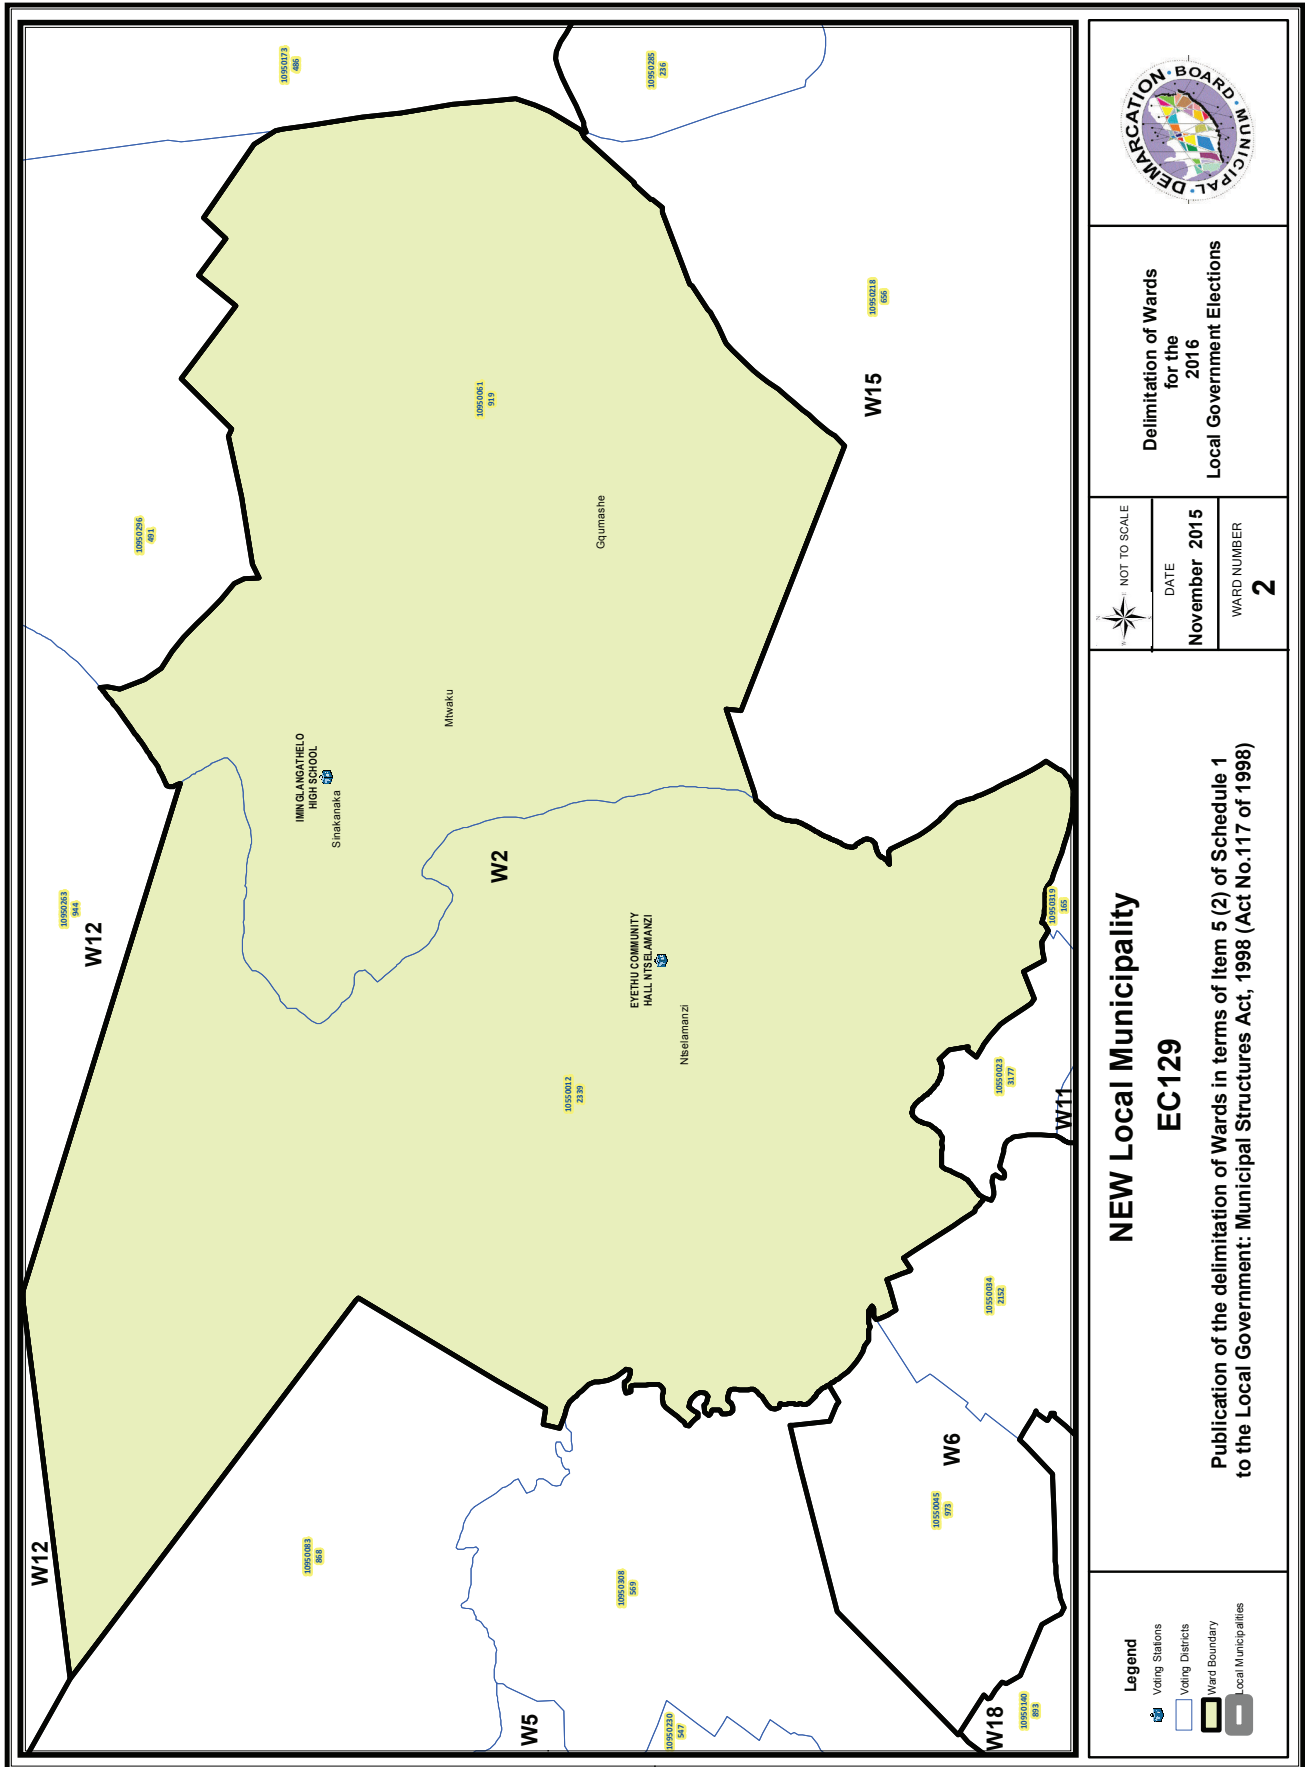 W12
W12
10950263
944
10950296
491
10950173
486
10950285
236
IMINGLANGATHELO
HIGH SCHOOL
Sinakanaka
Mtwaku
10950061
919
Gqumashe
W2
EYETHU COMMUNITY
HALL NTSELAMANZI
Ntselamanzi
10550012
2339
10950083
868
10950308
569
W5
10950230
547
W15
10950218
656
W6
10550045
973
10550034
2152
10550023
3177
10950319
165
W11
W18
10950140
893
Legend
Voting Stations
Voting Districts
Ward Boundary
Local Municipalities
NEW Local Municipality
EC129
Publication of the delimitation of Wards in terms of Item 5 (2) of Schedule 1
to the Local Government: Municipal Structures Act, 1998 (Act No.117 of 1998)
N
W
E
S
NOT TO SCALE
DATE
November 2015
WARD NUMBER
2
Delimitation of Wards
for the
2016
Local Government Elections
MUNICIPAL · DEMARCATION · BOARD ·